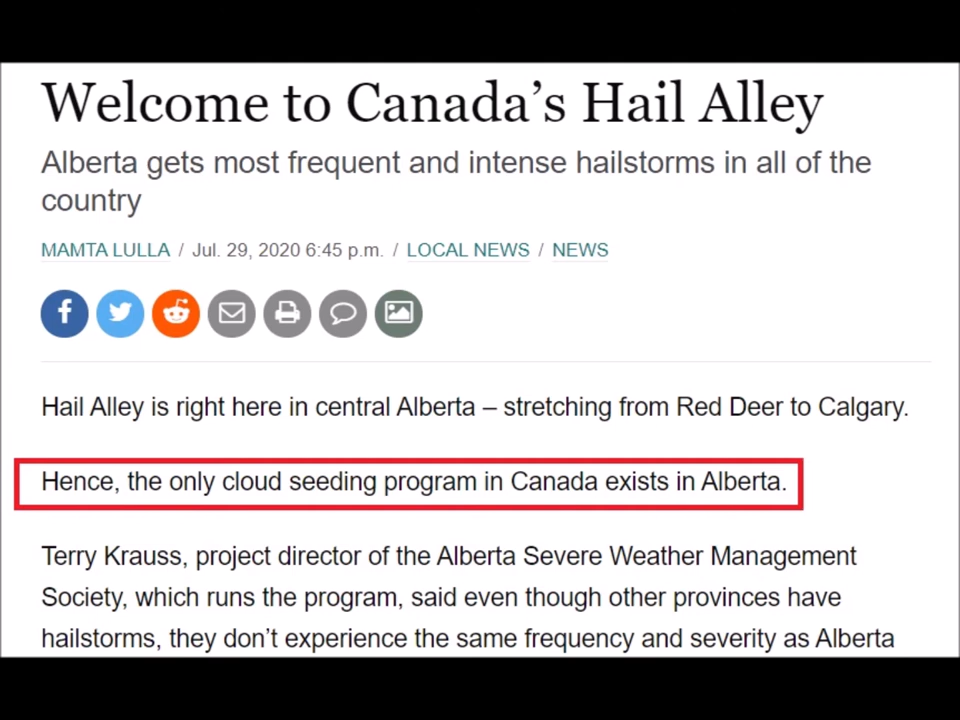 Welcome to Canada’s Hail Alley
Alberta gets most frequent and intense hailstorms in all of the
country
MAMTA LULLA / Jul. 29, 2020 6:45 p.m. / LOCAL NEWS / NEWS
Hail Alley is right here in central Alberta – stretching from Red Deer to Calgary.
Hence, the only cloud seeding program in Canada exists in Alberta.
Terry Krauss, project director of the Alberta Severe Weather Management
Society, which runs the program, said even though other provinces have
hailstorms, they don’t experience the same frequency and severity as Alberta